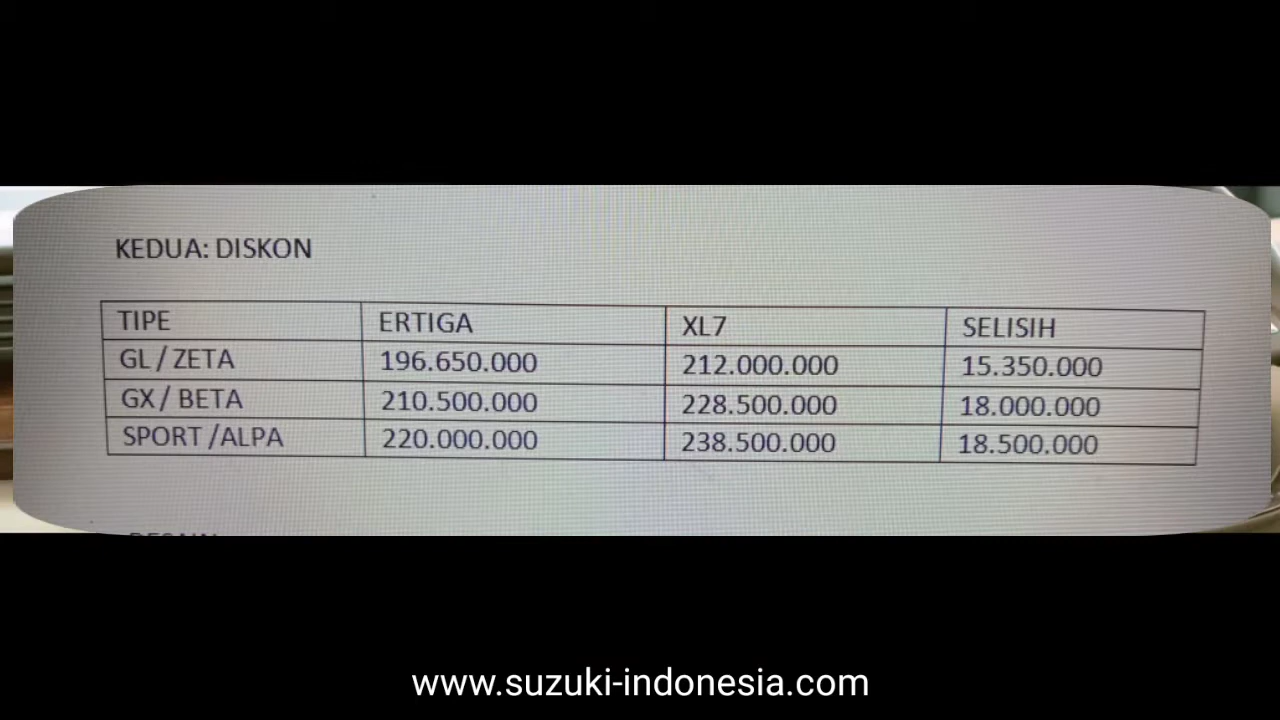 KEDUA: DISKON
TIPE ERTIGA XL7 SELISIH
GL / ZETA 196.650.000 212.000.000 15.350.000
GX / BETA 210.500.000 228.500.000 18.000.000
SPORT /ALPA 220.000.000 238.500.000 18.500.000
www.suzuki-indonesia.com